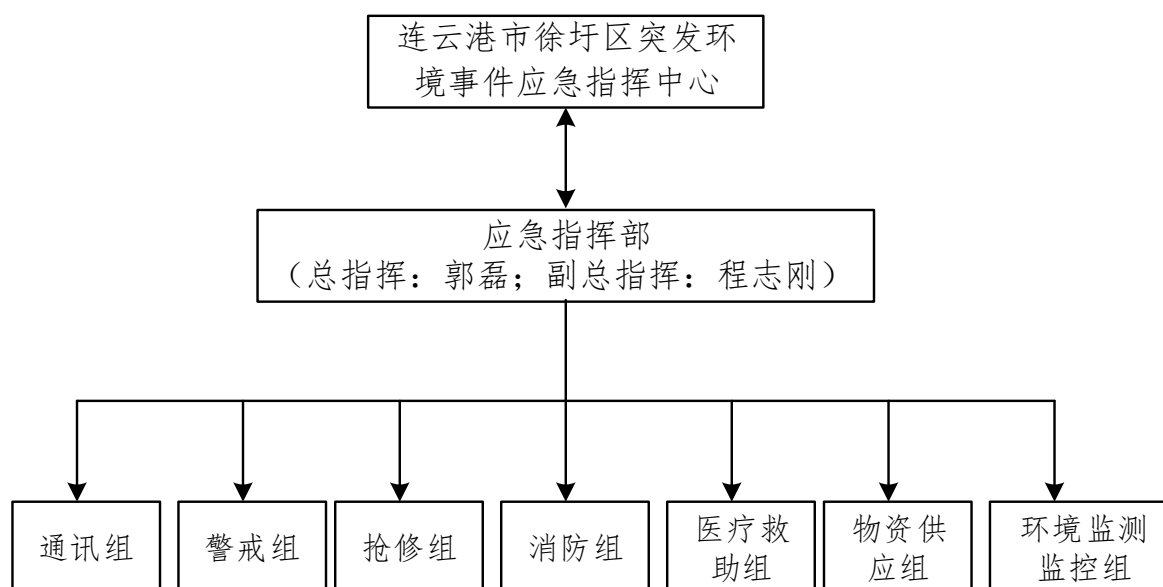 连云港市徐圩区突发环
境事件应急指挥中心
应急指挥部
（总指挥：郭磊；副总指挥：程志刚）
通讯组
警戒组
抢修组
消防组
医疗救
助组
物资供
应组
环境监测
监控组